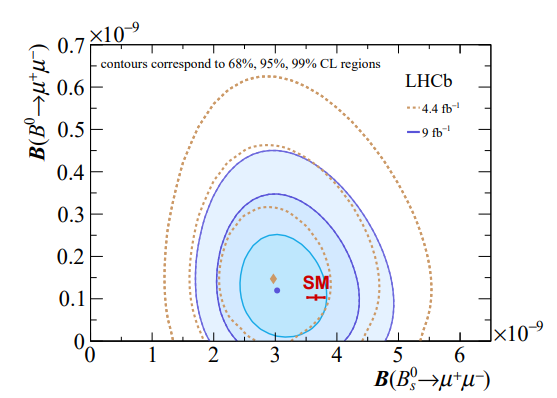 ×10⁻⁹
contours correspond to 68%, 95%, 99% CL regions
LHCb
4.4 fb⁻¹
9 fb⁻¹
B(B⁰→μ⁺μ⁻)
0.7
0.6
0.5
0.4
0.3
0.2
0.1
0
SM
0 1 2 3 4 5 6
×10⁻⁹
B(B⁰ₛ→μ⁺μ⁻)